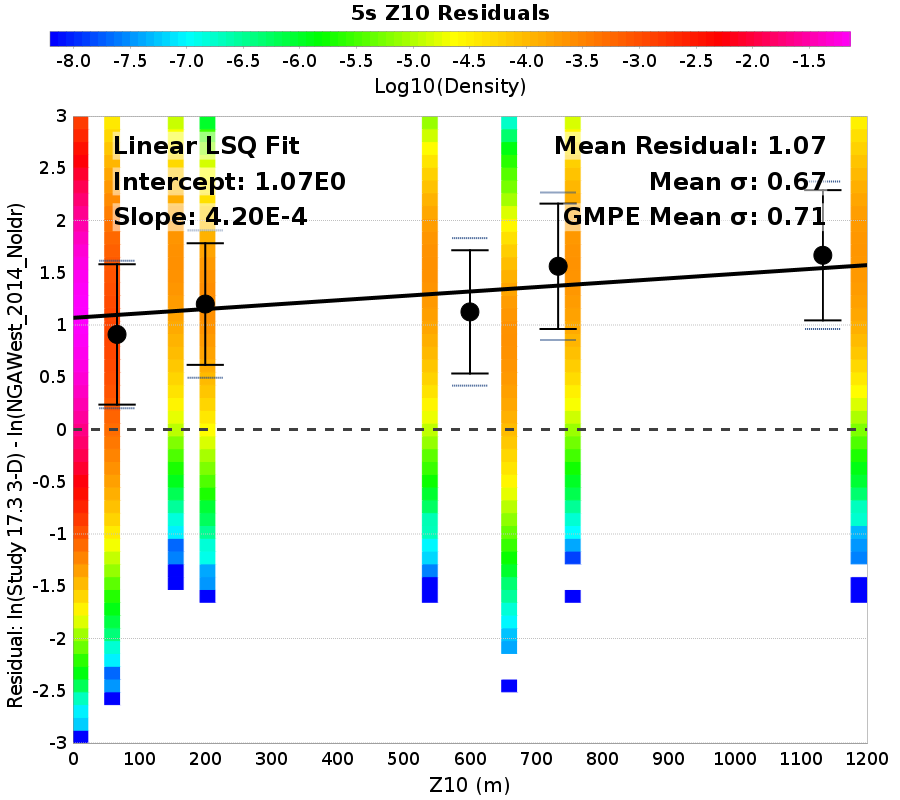 5s Z10 Residuals
-8.0 -7.5 -7.0 -6.5 -6.0 -5.5 -5.0 -4.5 -4.0 -3.5 -3.0 -2.5 -2.0 -1.5
Log10(Density)
Linear LSQ Fit
Intercept: 1.07E0
Slope: 4.20E-4
Mean Residual: 1.07
Mean σ: 0.67
GMPE Mean σ: 0.71
Residual: ln(Study 17.3 3-D) - ln(NGAWest_2014_NoIdr)
3
2.5
2
1.5
1
0.5
0
-0.5
-1
-1.5
-2
-2.5
-3
0 100 200 300 400 500 600 700 800 900 1000 1100 1200
Z10 (m)